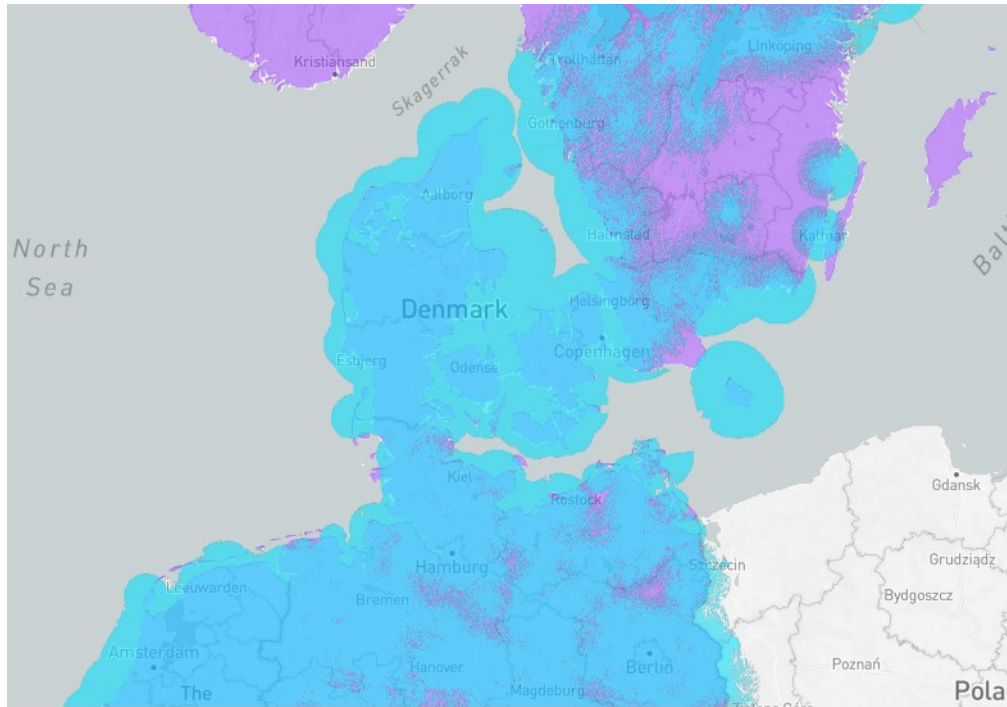 Kristiansand
Skagerrak
Trollhättan
Linköping
Gothenburg
Aalborg
Halmstad
Kalmar
Balt
North
Sea
Denmark
Helsingborg
Copenhagen
Esbjerg
Odense
Kiel
Rostock
Gdansk
Hamburg
Szczecin
Grudziądz
Leeuwarden
Bremen
Bydgoszcz
Amsterdam
Hanover
Berlin
Poznań
The
Magdeburg
Pola